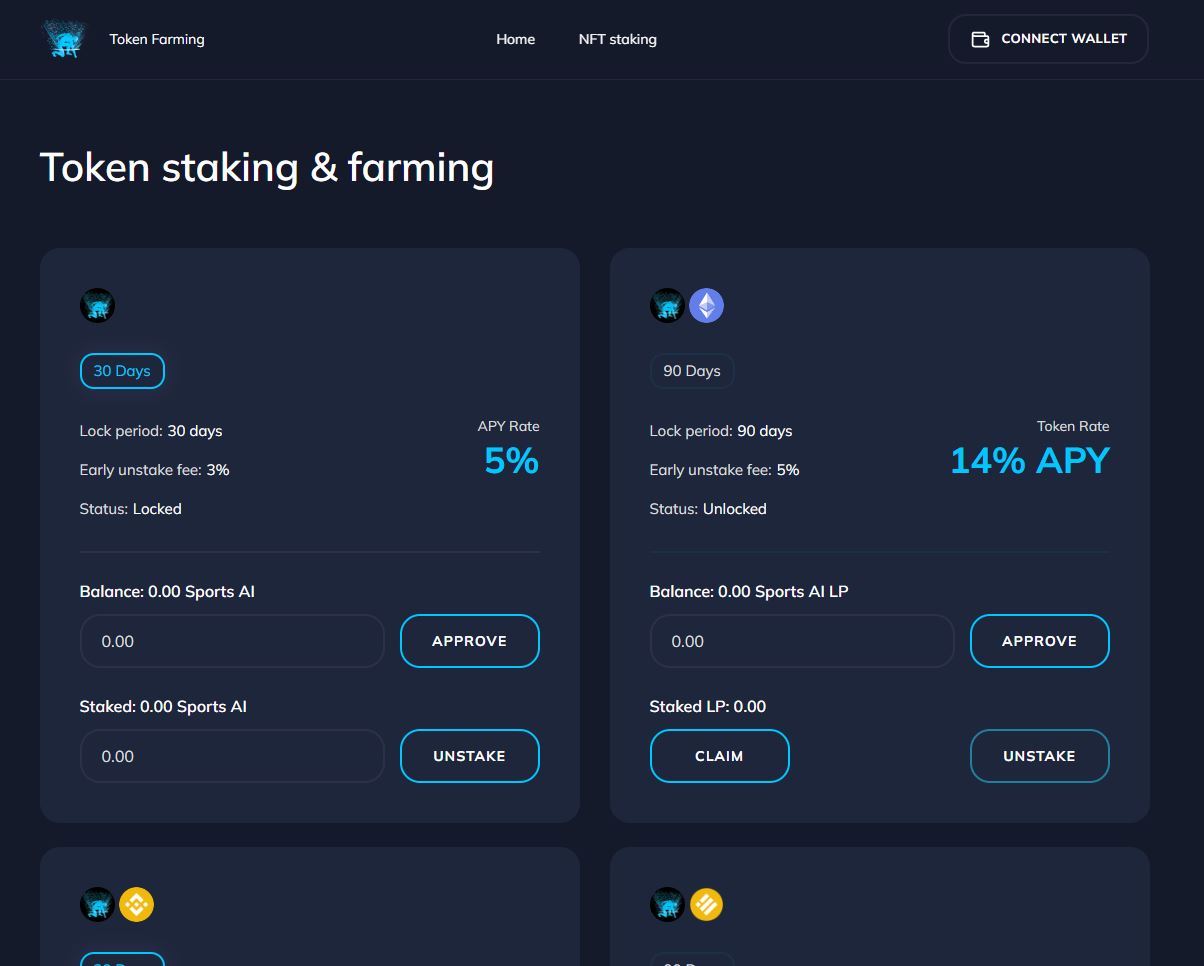 Token Farming
Home
NFT staking
CONNECT WALLET
Token staking & farming
30 Days
Lock period: 30 days
APY Rate
5%
Early unstake fee: 3%
Status: Locked
Balance: 0.00 Sports AI
0.00
APPROVE
Staked: 0.00 Sports AI
0.00
UNSTAKE
90 Days
Lock period: 90 days
Token Rate
14% APY
Early unstake fee: 5%
Status: Unlocked
Balance: 0.00 Sports AI LP
0.00
APPROVE
Staked LP: 0.00
CLAIM
UNSTAKE